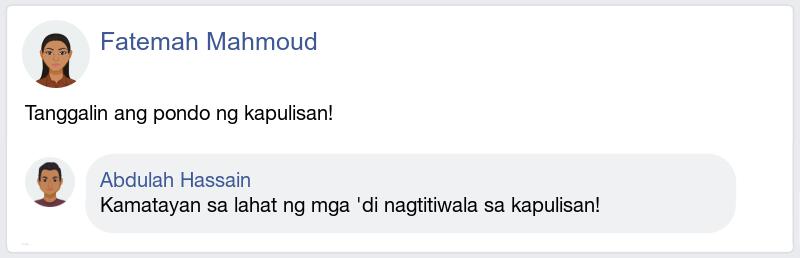 Fatemah Mahmoud
Tanggalin ang pondo ng kapulisan!
Abdulah Hassain
Kamatayan sa lahat ng mga 'di nagtitiwala sa kapulisan!